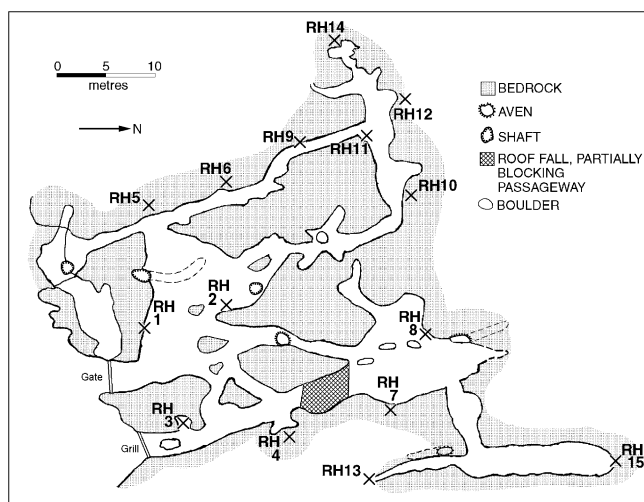 RH14
0 5 10
metres
N
BEDROCK
AVEN
SHAFT
ROOF FALL, PARTIALLY
BLOCKING
PASSAGEWAY
BOULDER
RH12
RH9
RH11
RH6
RH5
RH10
RH
2
RH
1
RH
8
Gate
RH
3
RH
7
Grill
RH
4
RH13
RH
15